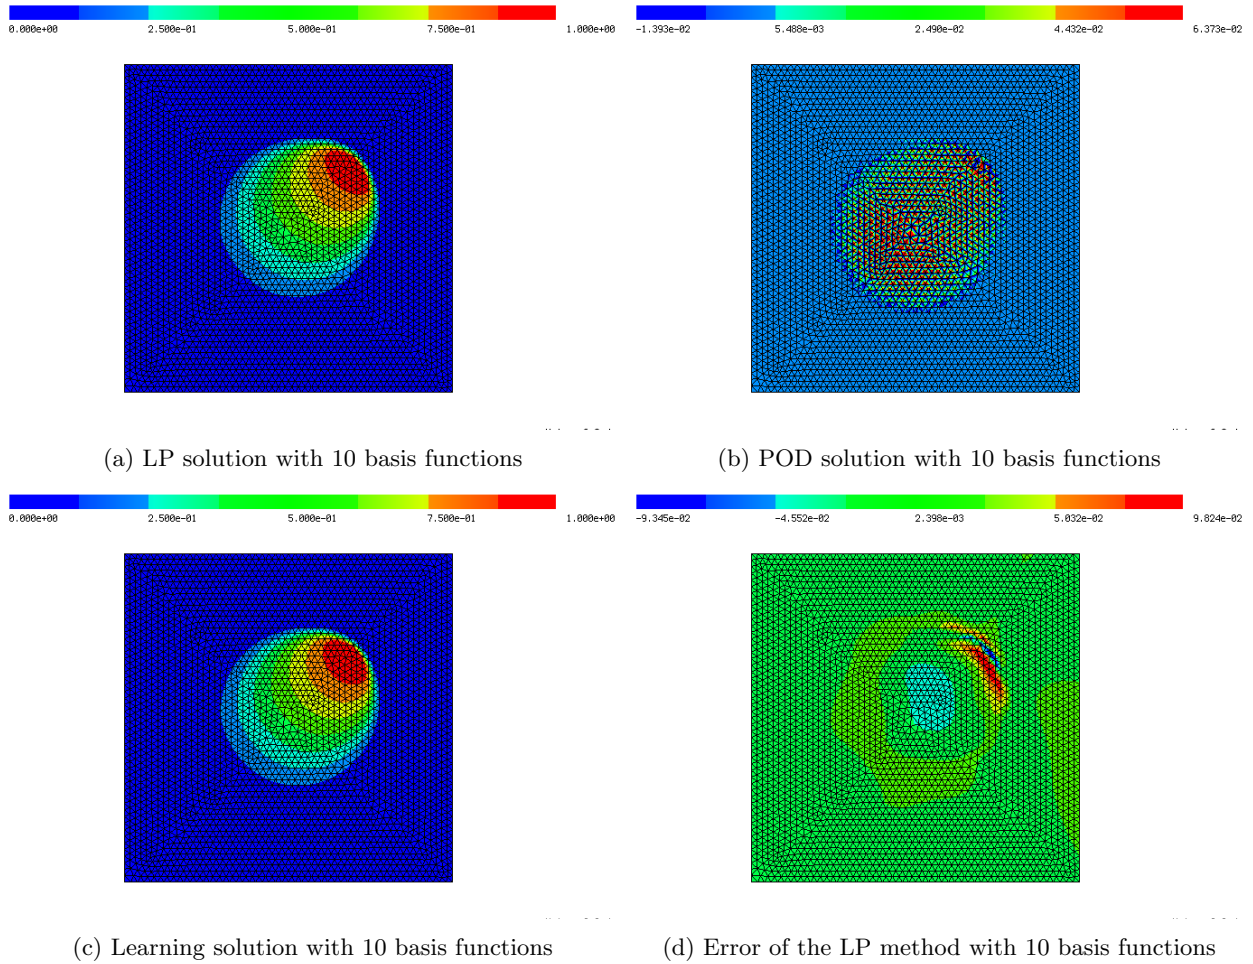 0.000e+00 2.500e-01 5.000e-01 7.500e-01 1.000e+00
-1.393e-02 5.488e-03 2.490e-02 4.432e-02 6.373e-02
(a) LP solution with 10 basis functions
(b) POD solution with 10 basis functions
0.000e+00 2.500e-01 5.000e-01 7.500e-01 1.000e+00
-9.345e-02 -4.552e-02 2.398e-03 5.032e-02 9.824e-02
(c) Learning solution with 10 basis functions
(d) Error of the LP method with 10 basis functions